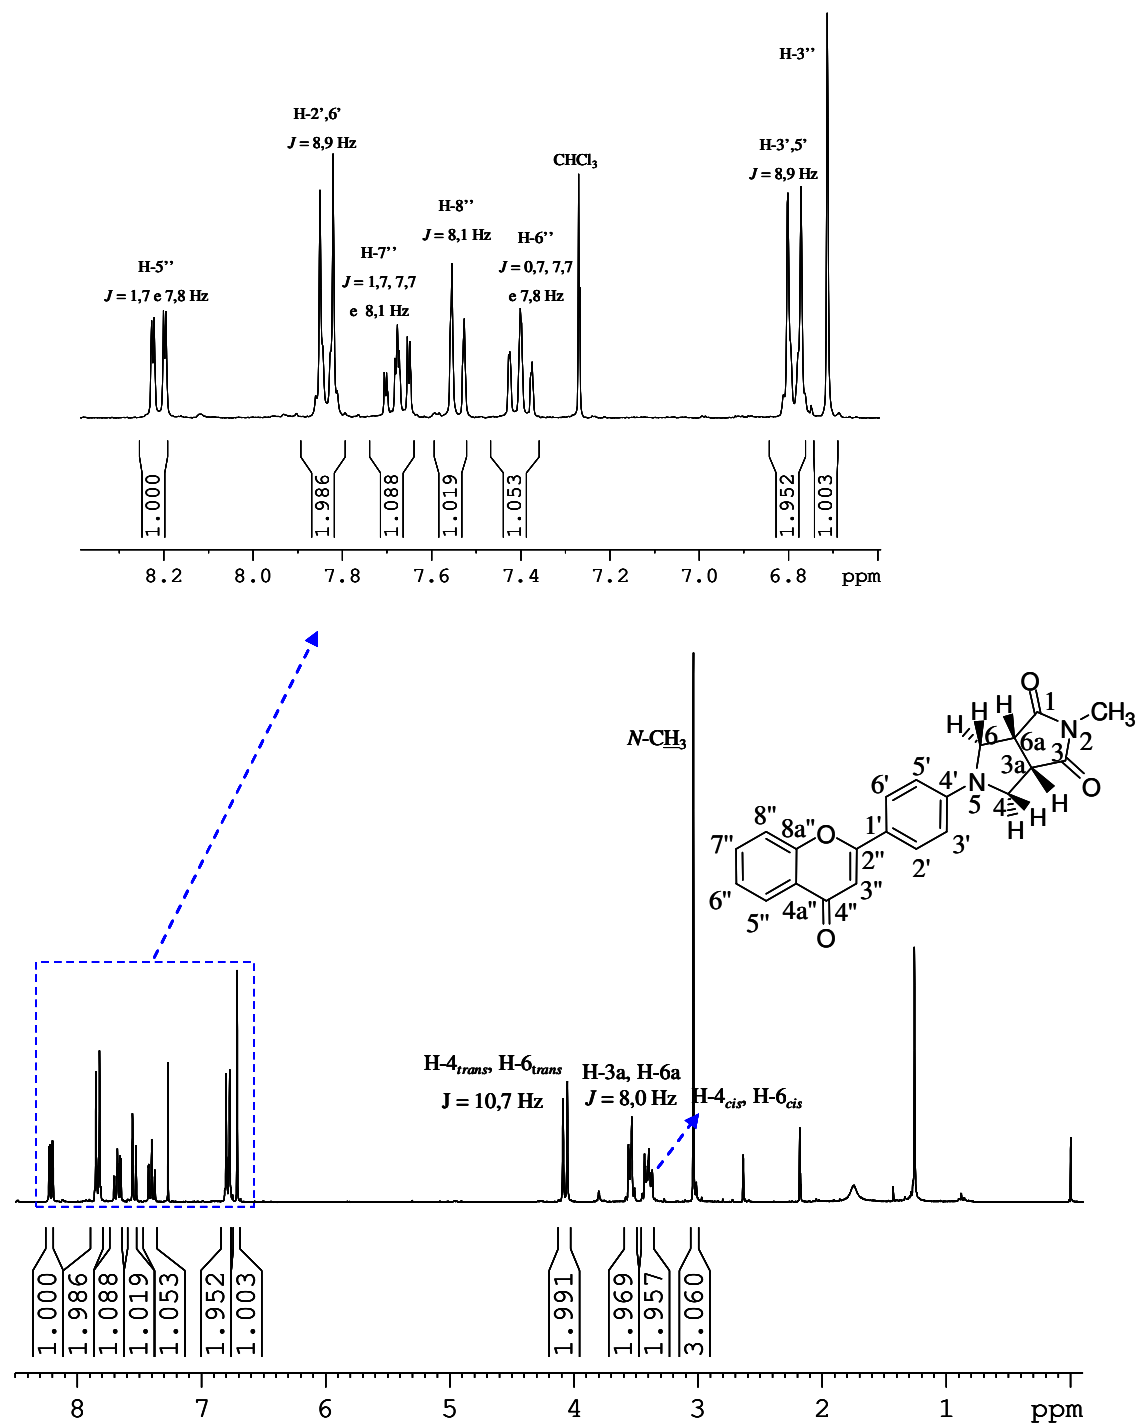 H-3’’
H-2’,6’
J = 8,9 Hz
H-3’,5’
J = 8,9 Hz
CHCl3
H-8’’
J = 8,1 Hz
H-7’’
J = 1,7, 7,7
e 8,1 Hz
H-6’’
J = 0,7, 7,7
e 7,8 Hz
H-5’’
J = 1,7 e 7,8 Hz
1.000 1.986 1.088 1.019 1.053 1.952 1.003
8.2 8.0 7.8 7.6 7.4 7.2 7.0 6.8 ppm
N-CH3
O
H H H 1 CH3
6 6a N 2
5' 3a 3
6' 4' N 5 4 O
H H H
8'' 8a'' O 1' 3'
7'' 2'' 2'
6'' 3''
5'' 4a'' 4''
O
H-4trans, H-6trans
J = 10,7 Hz
H-3a, H-6a
J = 8,0 Hz
H-4cis, H-6cis
1.000 1.986 1.088 1.019 1.053 1.952 1.003 1.991 1.969 1.957 3.060
8 7 6 5 4 3 2 1 ppm